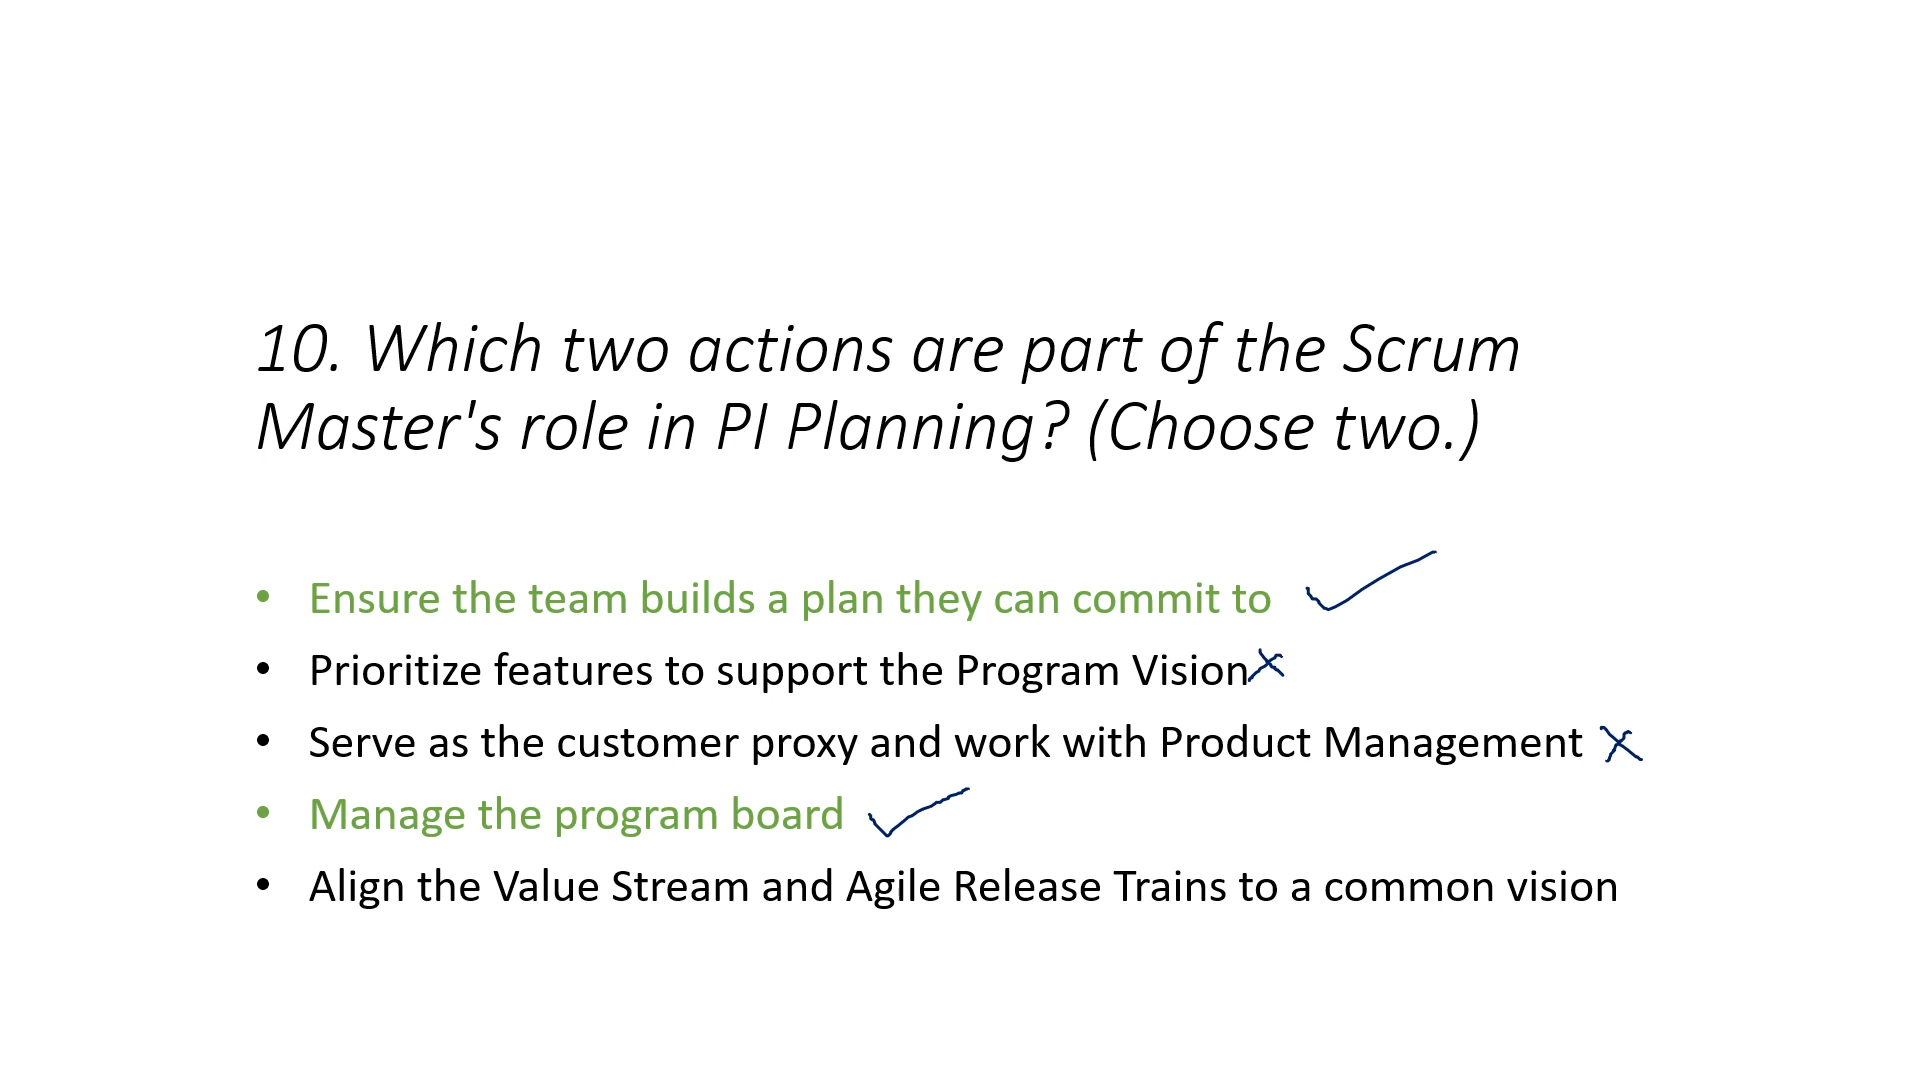 10. Which two actions are part of the Scrum
Master's role in PI Planning? (Choose two.)
• Ensure the team builds a plan they can commit to
• Prioritize features to support the Program Vision
• Serve as the customer proxy and work with Product Management
• Manage the program board
• Align the Value Stream and Agile Release Trains to a common vision